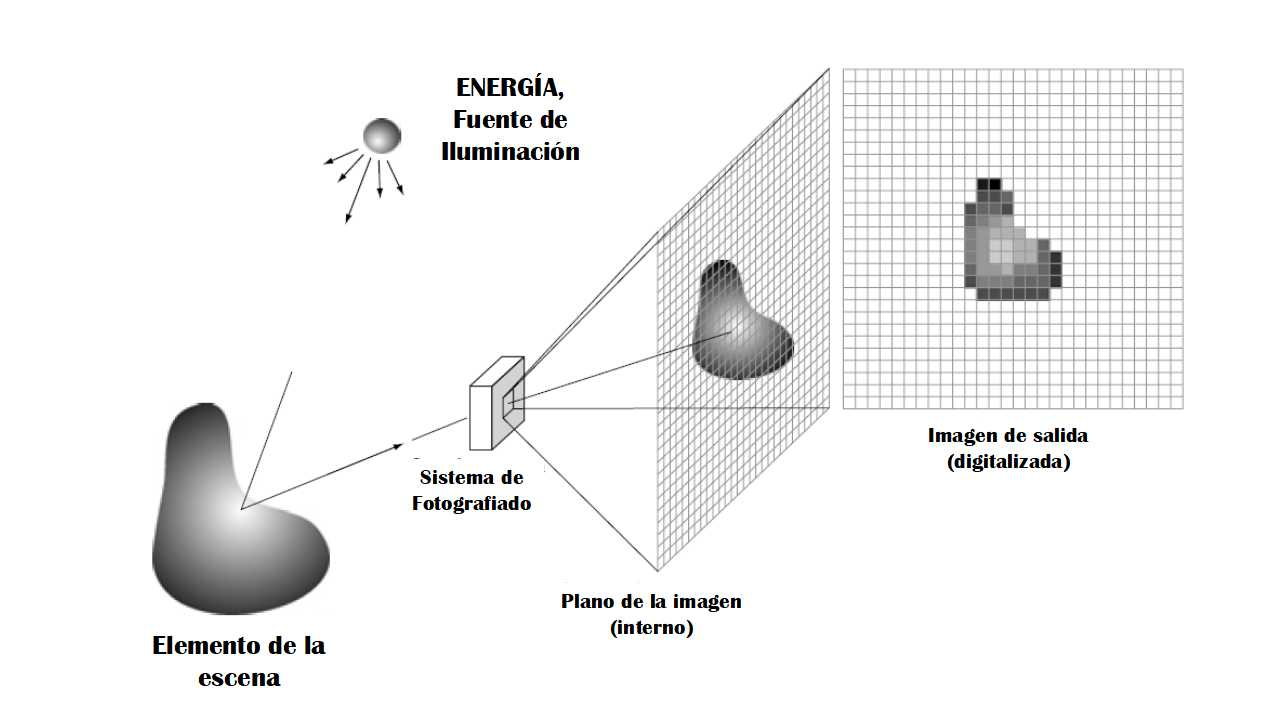 ENERGÍA,
Fuente de
Iluminación
Imagen de salida
(digitalizada)
Sistema de
Fotografiado
Plano de la imagen
(interno)
Elemento de la
escena